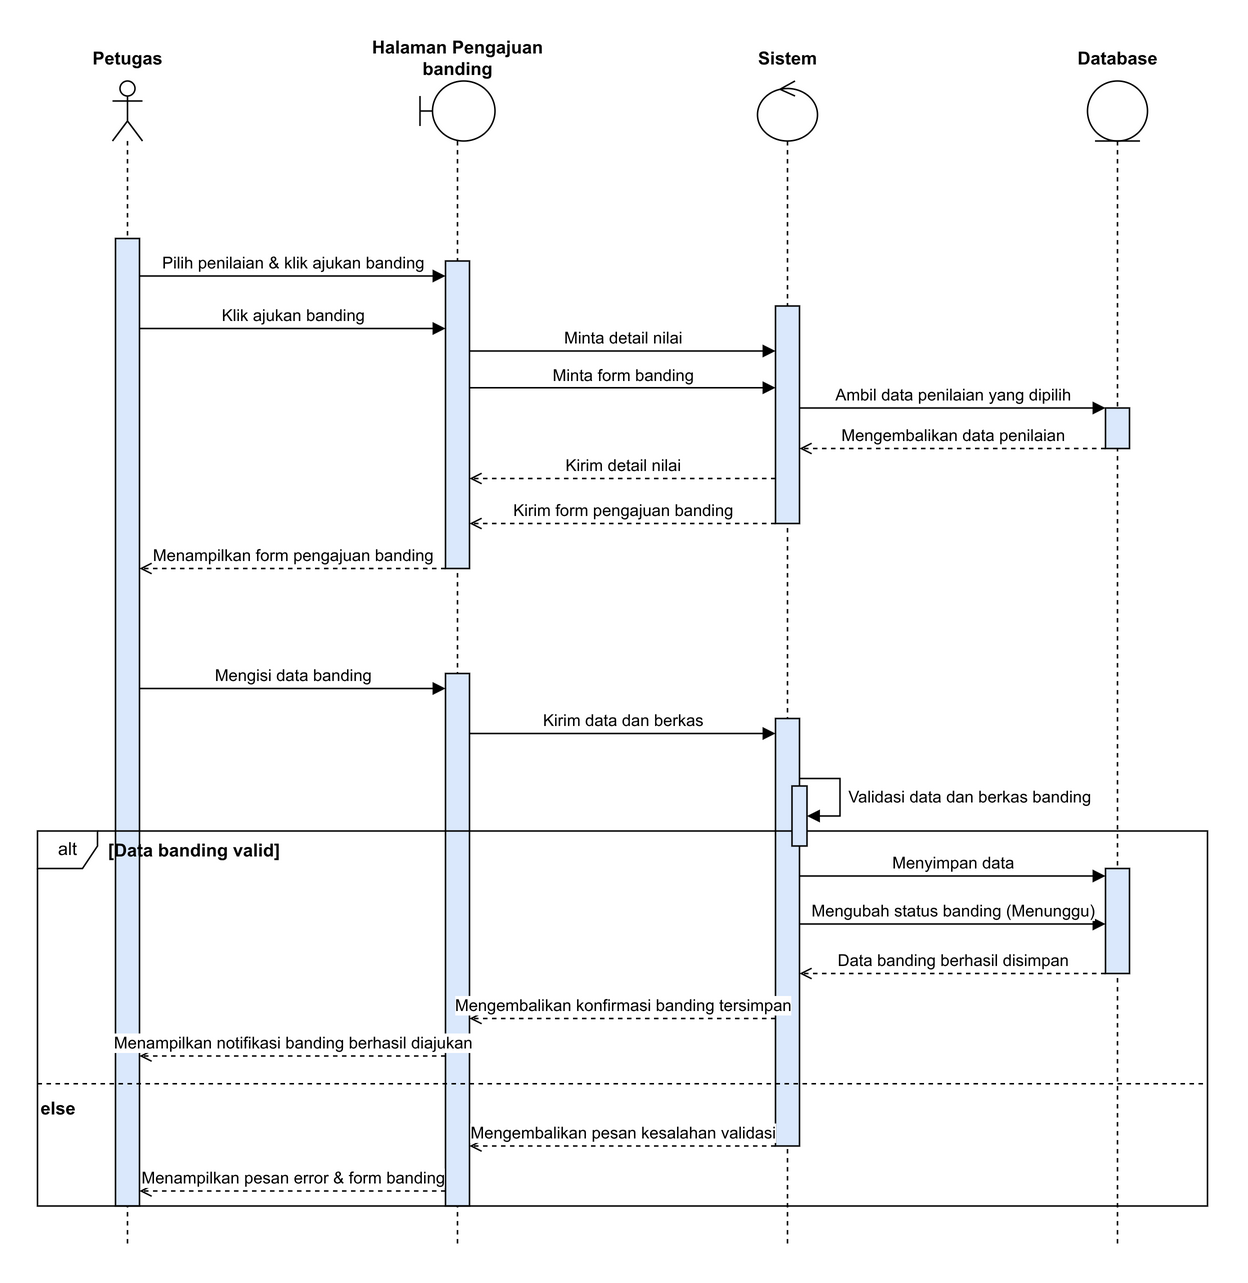 Petugas
Halaman Pengajuan
banding
Sistem
Database
Pilih penilaian & klik ajukan banding
Klik ajukan banding
Minta detail nilai
Minta form banding
Ambil data penilaian yang dipilih
Mengembalikan data penilaian
Kirim detail nilai
Kirim form pengajuan banding
Menampilkan form pengajuan banding
Mengisi data banding
Kirim data dan berkas
Validasi data dan berkas banding
alt
[Data banding valid]
Menyimpan data
Mengubah status banding (Menunggu)
Data banding berhasil disimpan
Mengembalikan konfirmasi banding tersimpan
Menampilkan notifikasi banding berhasil diajukan
else
Mengembalikan pesan kesalahan validasi
Menampilkan pesan error & form banding